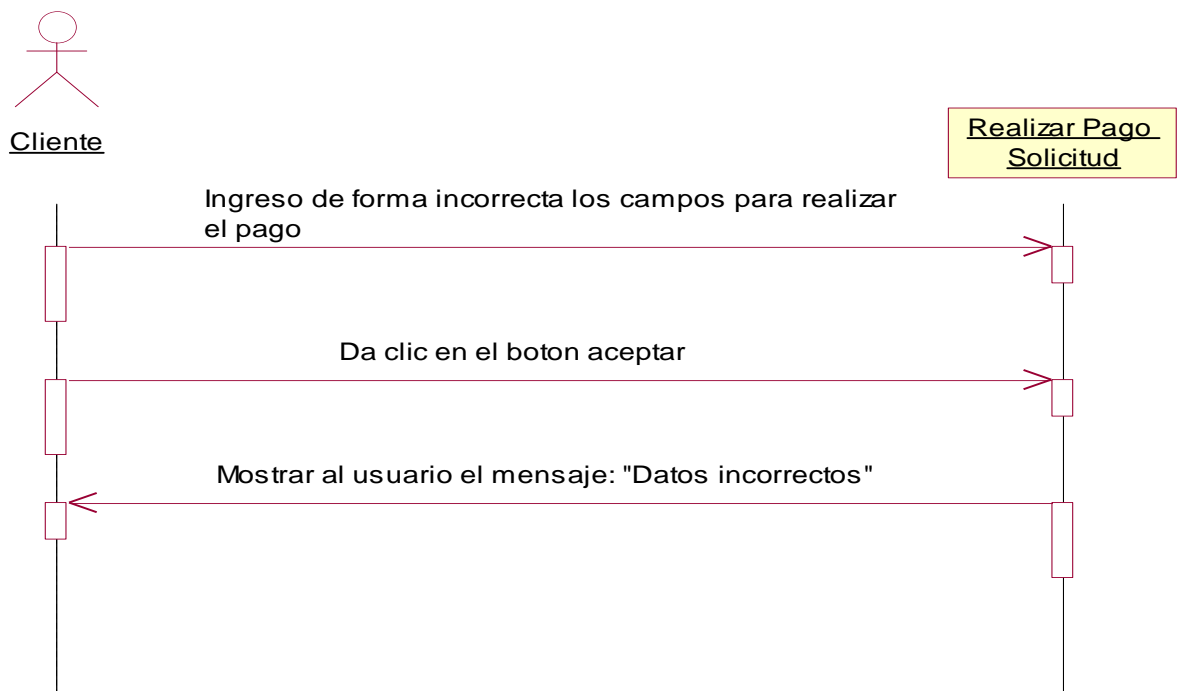 Cliente
Realizar Pago
Solicitud
Ingreso de forma incorrecta los campos para realizar
el pago
Da clic en el boton aceptar
Mostrar al usuario el mensaje: "Datos incorrectos"